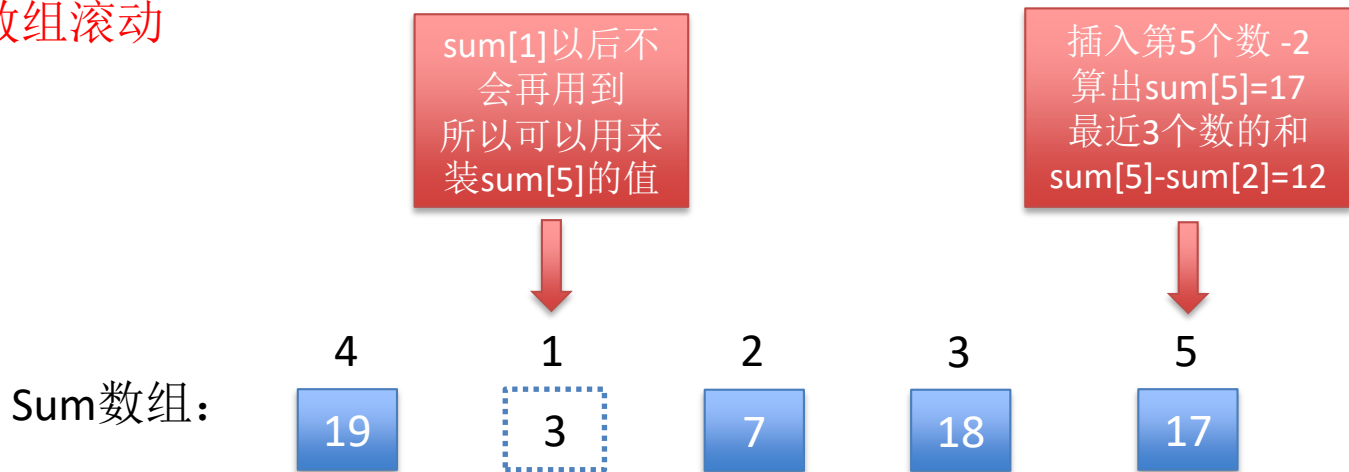 数组滚动
sum[1]以后不
会再用到
所以可以用来
装sum[5]的值
插入第5个数 -2
算出sum[5]=17
最近3个数的和
sum[5]-sum[2]=12
4 1 2 3 5
Sum数组：
19 3 7 18 17